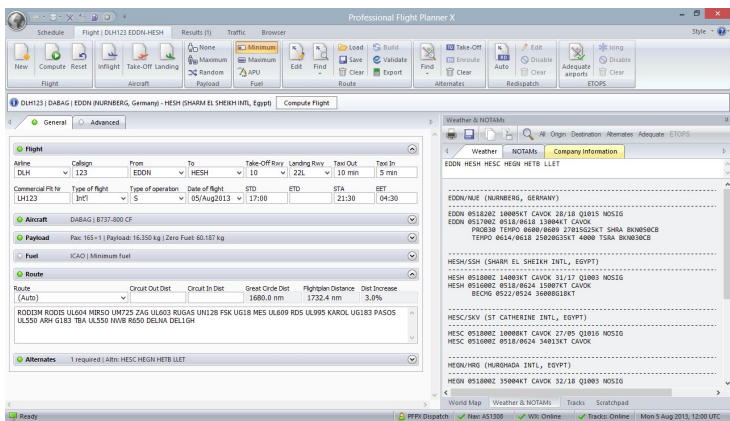 Professional Flight Planner X
Schedule Flight | DLH123 EDDN-HESH Results (1) Traffic Browser Style
New Compute Reset Inflight Take-Off Landing
None
Maximum
Random
Minimum
Maximum
APU
Edit Find
Load Build
Save Validate
Clear Export
Find
Take-Off
Enroute
Clear
Auto
Edit
Disable
Clear
Adequate airports
Icing
Disable
Clear
Flight Aircraft Payload Fuel Route Alternates Redispatch ETOPS
DLH123 | DABAG | EDDN (NURNBERG, Germany) - HESH (SHARM EL SHEIKH INTL, Egypt) Compute Flight
General Advanced
Flight
Airline Callsign From To Take-Off Rwy Landing Rwy Taxi Out Taxi In
DLH 123 EDDN HESH 10 22L 10 min 5 min
Commercial Flt Nr Type of flight Type of operation Date of flight STD ETD STA EET
LH123 Int'l S 05/Aug2013 17:00 21:30 04:30
Aircraft DABAG | B737-800 CF
Payload Pax: 165+1 | Payload: 16.350 kg | Zero Fuel: 60.187 kg
Fuel ICAO | Minimum fuel
Route
Route Circuit Out Dist Circuit In Dist Great Circle Dist Flightplan Distance Dist Increase
(Auto) 1680.0 nm 1732.4 nm 3.0%
RODI3M RODIS UL604 MIRSO UM725 ZAG UL603 RUGAS UN128 FSK UG18 MES UL609 RDS UL995 KAROL UG183 PASOS
UL550 ARH G183 TBA UL550 NWB R650 DELNA DEL1GH
Alternates 1 required | Altn: HESC HEGN HETB LLET
Weather & NOTAMs
All Origin Destination Alternates Adequate ETOPS
Weather NOTAMs Company Information
EDDN HESH HESC HEGN HETB LLET
EDDN/NUE (NURNBERG, GERMANY)
EDDN 051820Z 10005KT CAVOK 28/18 Q1015 NOSIG
EDDN 051700Z 0518/0618 13004KT CAVOK
PROB30 TEMPO 0600/0609 27015G25KT SHRA BKN050CB
TEMPO 0614/0618 25020G35KT 4000 TSRA BKN030CB
HESH/SSH (SHARM EL SHEIKH INTL, EGYPT)
HESH 051800Z 14003KT CAVOK 31/17 Q1003 NOSIG
HESH 051600Z 0518/0624 15007KT CAVOK
BECMG 0522/0524 36008G18KT
HESC/SKV (ST CATHERINE INTL, EGYPT)
HESC 051800Z 10008KT CAVOK 27/05 Q1016 NOSIG
HESC 051600Z 0518/0624 34013KT CAVOK
HEGN/HRG (HURGHADA INTL, EGYPT)
HEGN 051800Z 35004KT CAVOK 32/18 Q1003 NOSIG
World Map Weather & NOTAMs Tracks Scratchpad
Ready PFPX Dispatch Nav: AS1308 WX: Online Tracks: Online Mon 5 Aug 2013, 12:00 UTC